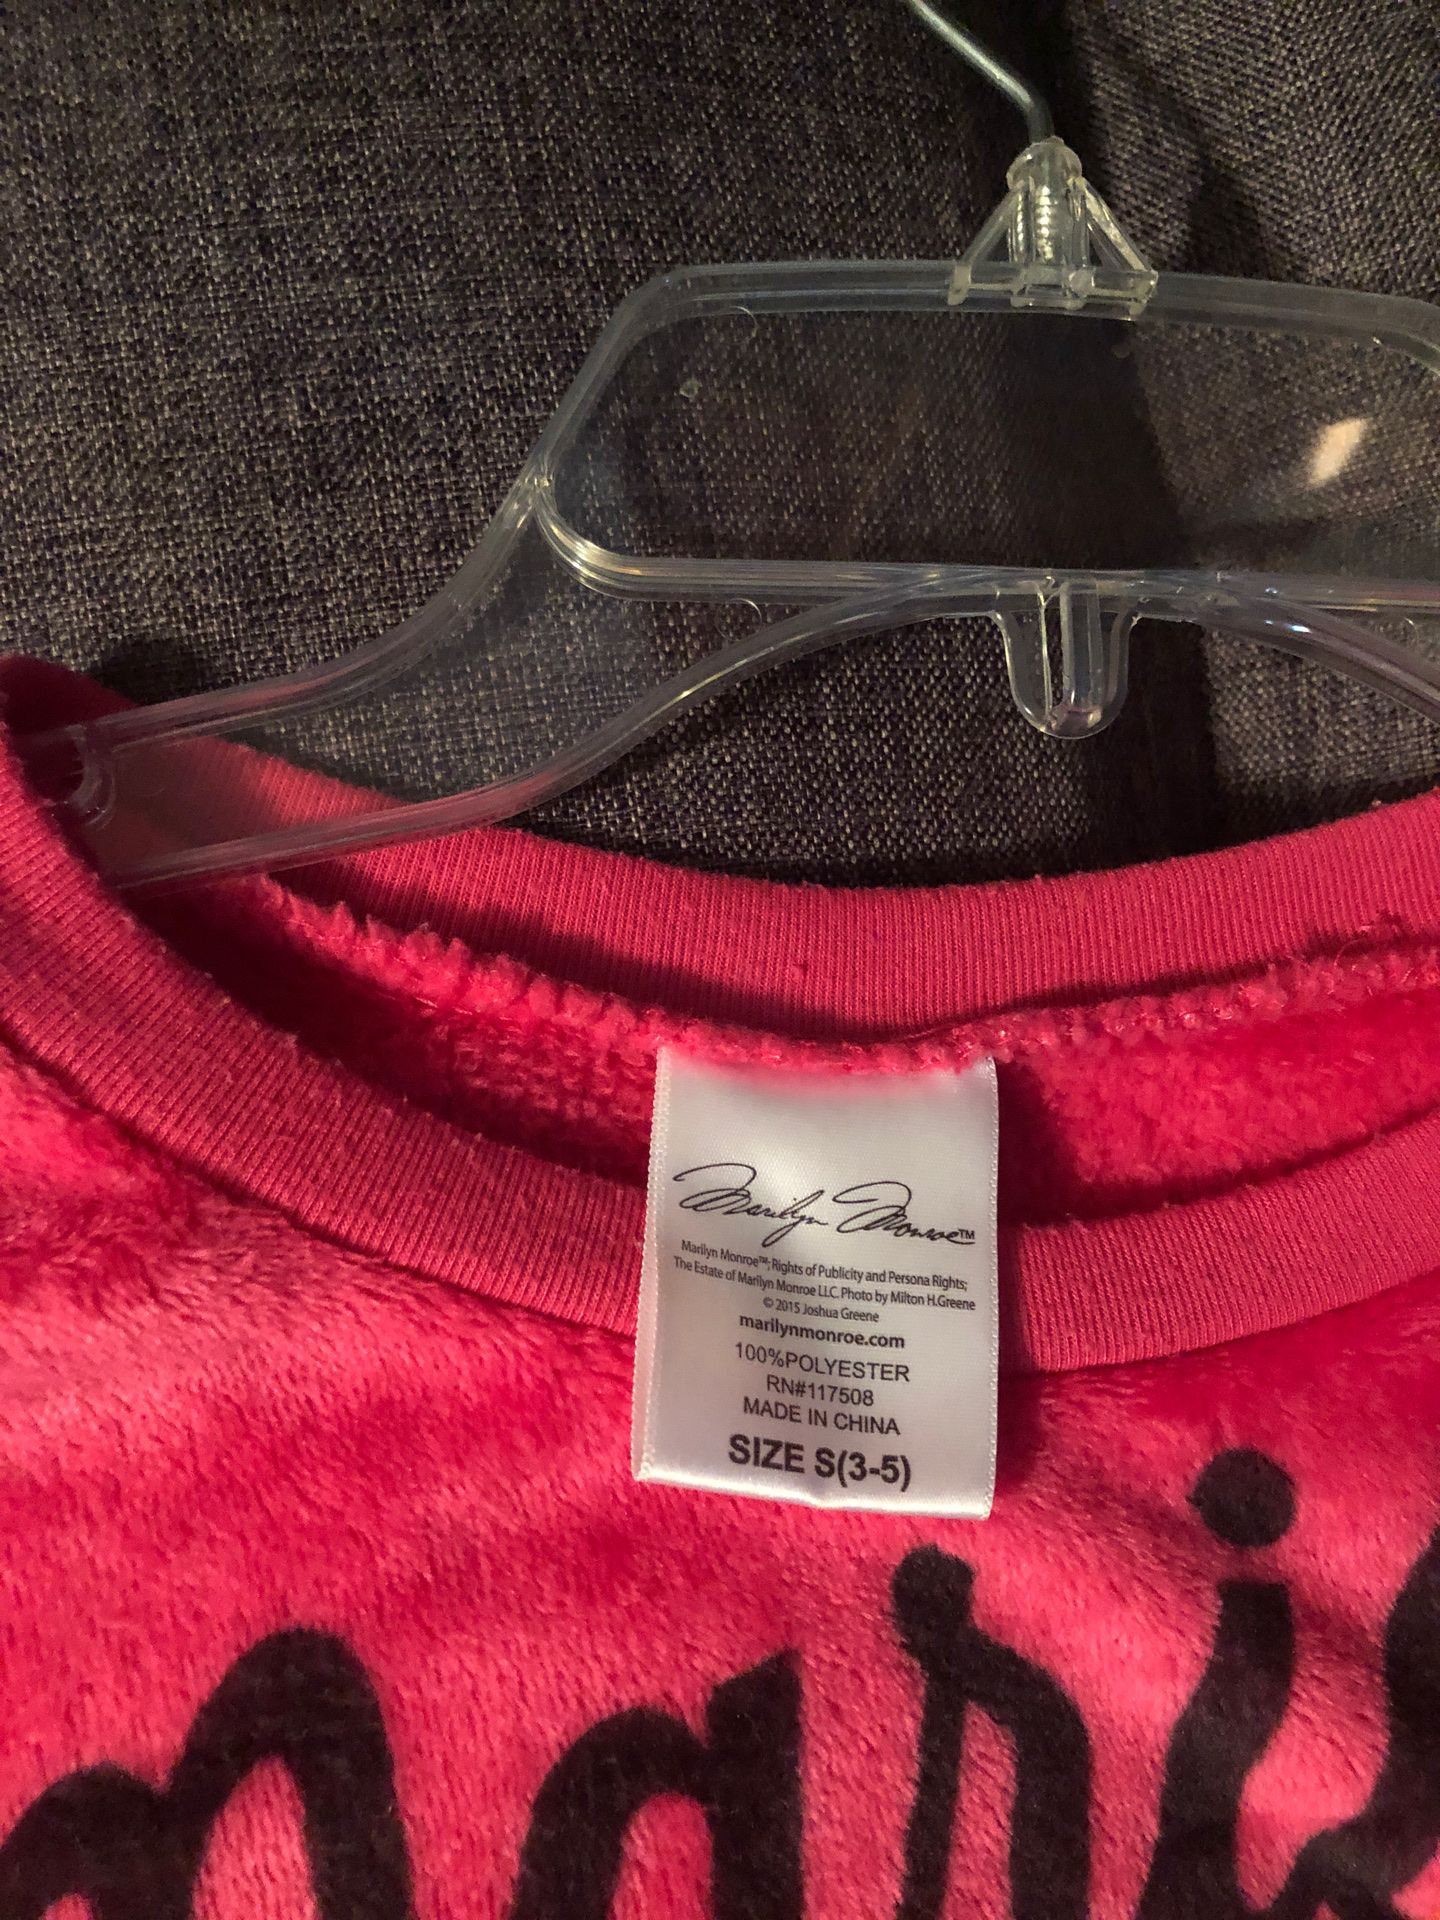 Marilyn Monroe™
Marilyn Monroe™; Rights of Publicity and Persona Rights;
The Estate of Marilyn Monroe LLC. Photo by Milton H.Greene
© 2015 Joshua Greene
marilynmonroe.com
100%POLYESTER
RN#117508
MADE IN CHINA
SIZE S(3-5)
Maril